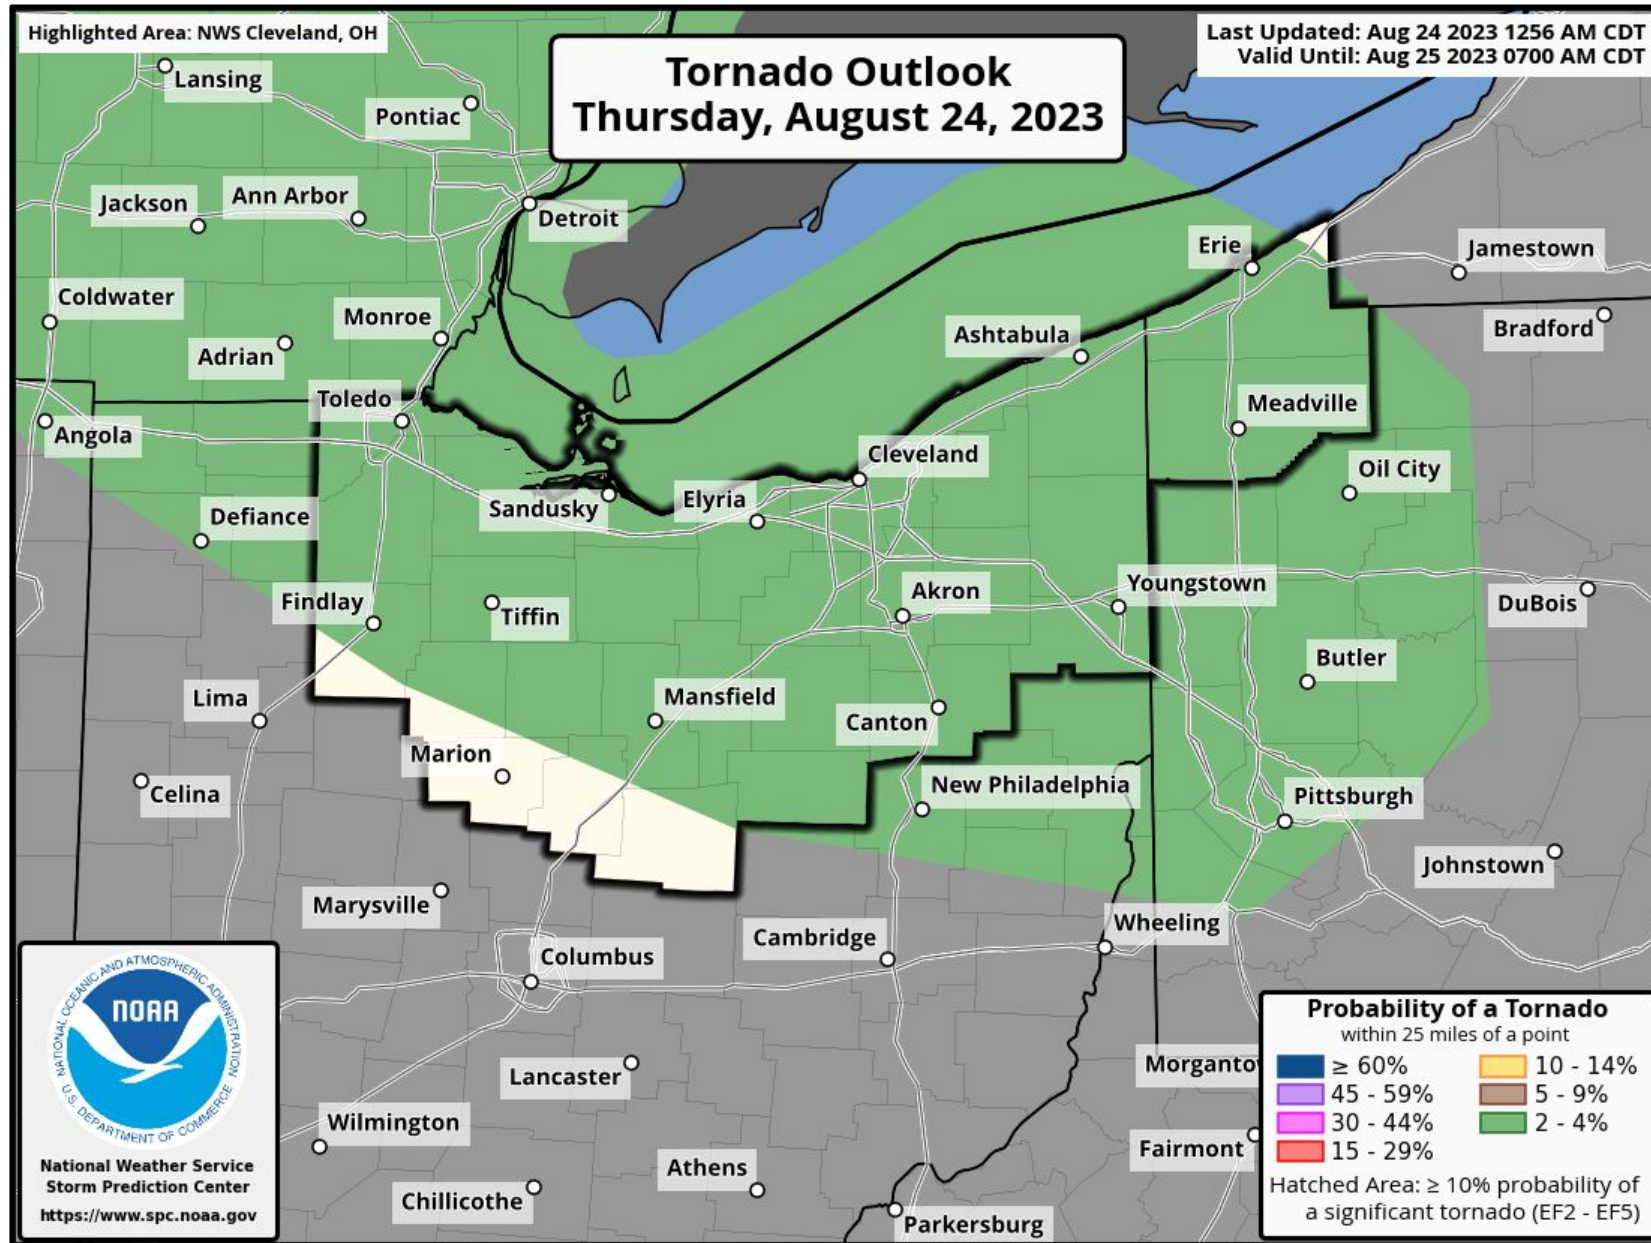 Highlighted Area: NWS Cleveland, OH
Last Updated: Aug 24 2023 1256 AM CDT
Valid Until: Aug 25 2023 0700 AM CDT
Tornado Outlook
Thursday, August 24, 2023
Lansing
Pontiac
Jackson
Ann Arbor
Detroit
Erie
Jamestown
Coldwater
Monroe
Adrian
Ashtabula
Bradford
Toledo
Angola
Meadville
Cleveland
Oil City
Sandusky
Elyria
Defiance
Findlay
Tiffin
Akron
Youngstown
DuBois
Butler
Lima
Mansfield
Canton
Marion
Celina
New Philadelphia
Pittsburgh
Johnstown
Marysville
Wheeling
Cambridge
Columbus
Lancaster
Morgantow
Wilmington
Fairmont
Athens
Chillicothe
Parkersburg
NATIONAL OCEANIC AND ATMOSPHERIC ADMINISTRATION
NOAA
U.S. DEPARTMENT OF COMMERCE
National Weather Service
Storm Prediction Center
https://www.spc.noaa.gov
Probability of a Tornado
within 25 miles of a point
≥ 60%
45 - 59%
30 - 44%
15 - 29%
10 - 14%
5 - 9%
2 - 4%
Hatched Area: ≥ 10% probability of
a significant tornado (EF2 - EF5)